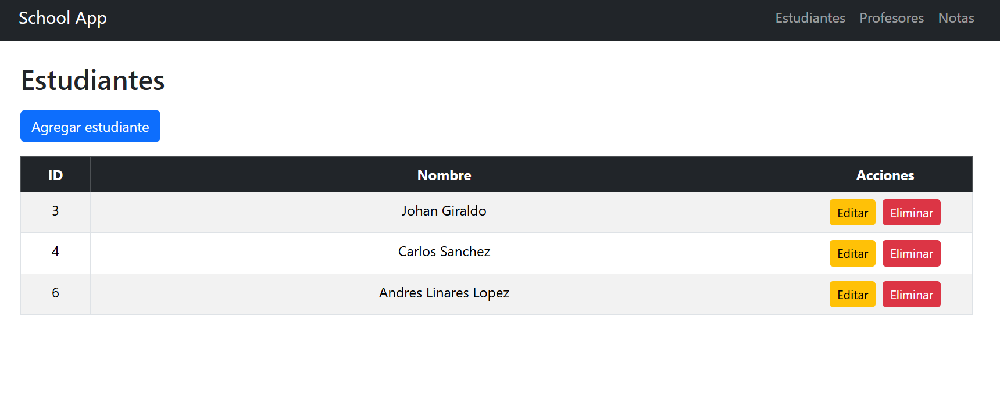 School App Estudiantes Profesores Notas
Estudiantes
Agregar estudiante
ID Nombre Acciones
3 Johan Giraldo Editar Eliminar
4 Carlos Sanchez Editar Eliminar
6 Andres Linares Lopez Editar Eliminar